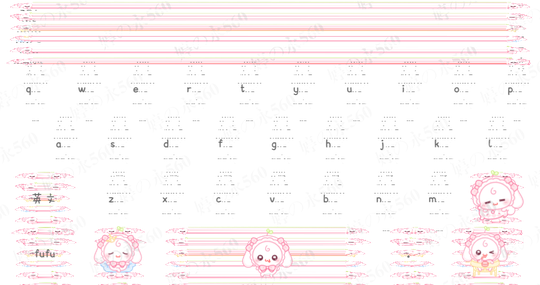 q w e r t y u i o p
a s d f g h j k l
英文 z x c v b n m
fufu 。